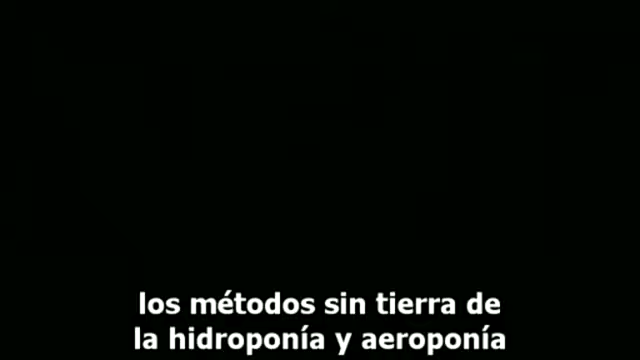 los métodos sin tierra de
la hidroponía y aeroponía